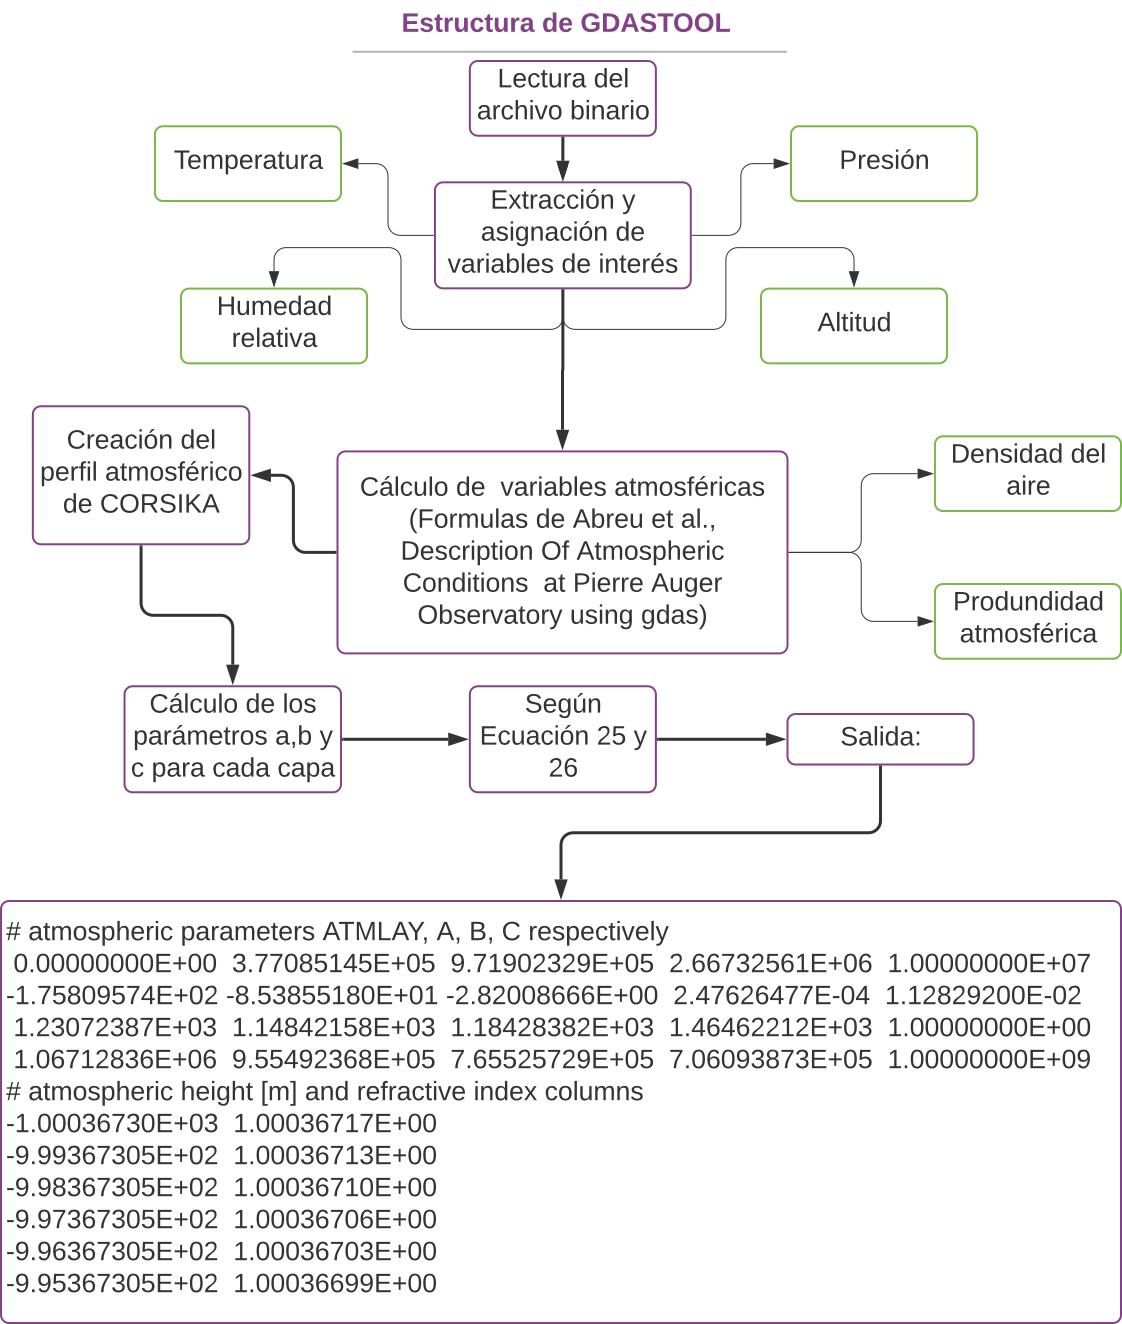 Estructura de GDASTOOL
Lectura del
archivo binario
Temperatura
Presión
Extracción y
asignación de
variables de interés
Humedad
relativa
Altitud
Creación del
perfil atmosférico
de CORSIKA
Cálculo de  variables atmosféricas
(Formulas de Abreu et al.,
Description Of Atmospheric
Conditions  at Pierre Auger
Observatory using gdas)
Densidad del
aire
Produndidad
atmosférica
Cálculo de los
parámetros a,b y
c para cada capa
Según
Ecuación 25 y
26
Salida:
# atmospheric parameters ATMLAY, A, B, C respectively
0.00000000E+00  3.77085145E+05  9.71902329E+05  2.66732561E+06  1.00000000E+07
-1.75809574E+02 -8.53855180E+01 -2.82008666E+00  2.47626477E-04  1.12829200E-02
1.23072387E+03  1.14842158E+03  1.18428382E+03  1.46462212E+03  1.00000000E+00
1.06712836E+06  9.55492368E+05  7.65525729E+05  7.06093873E+05  1.00000000E+09
# atmospheric height [m] and refractive index columns
-1.00036730E+03  1.00036717E+00
-9.99367305E+02  1.00036713E+00
-9.98367305E+02  1.00036710E+00
-9.97367305E+02  1.00036706E+00
-9.96367305E+02  1.00036703E+00
-9.95367305E+02  1.00036699E+00